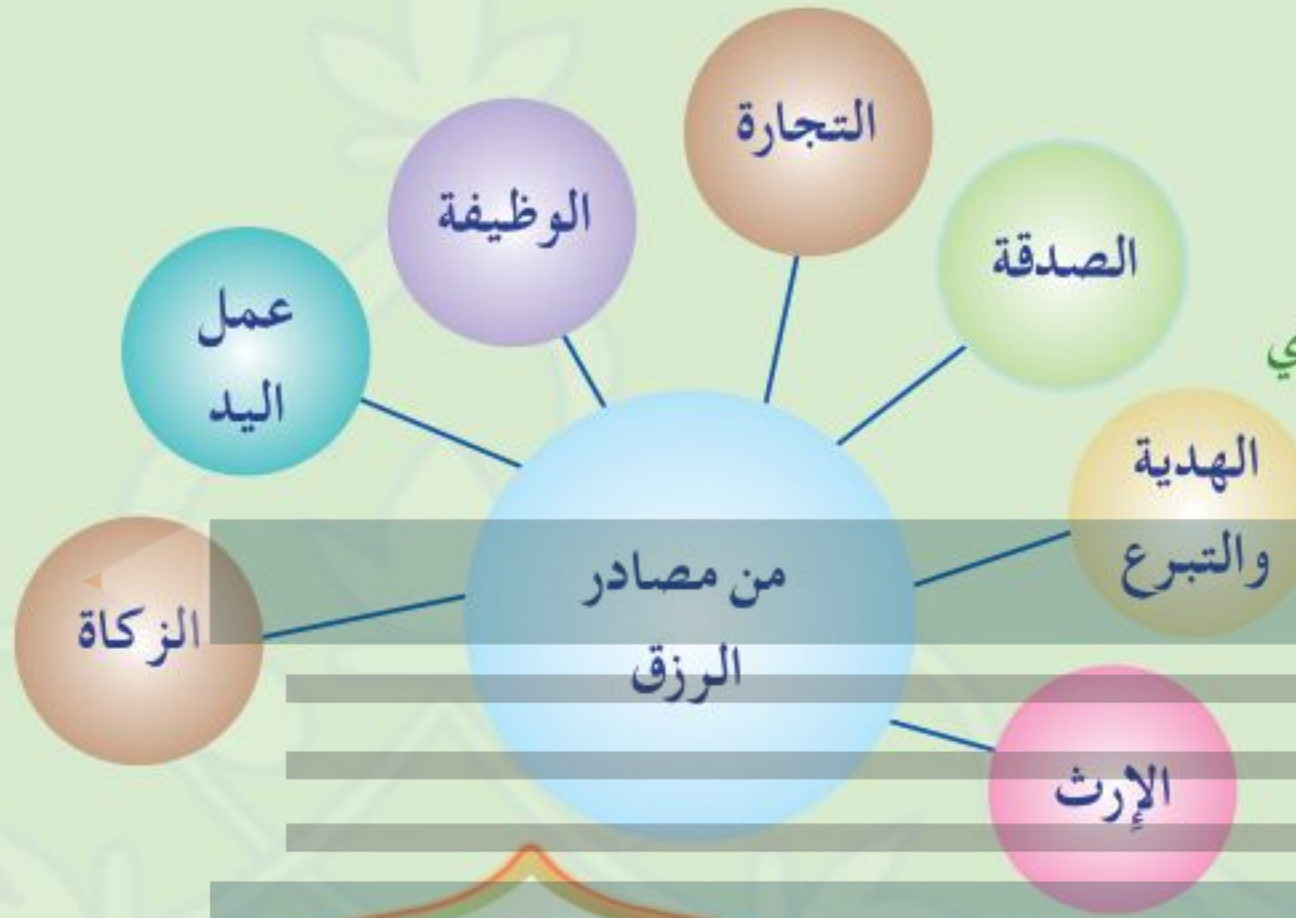 التجارة
الوظيفة
الصدقة
عمل
اليد
الهدية
والتبرع
الزكاة
من مصادر
الرزق
الإرث